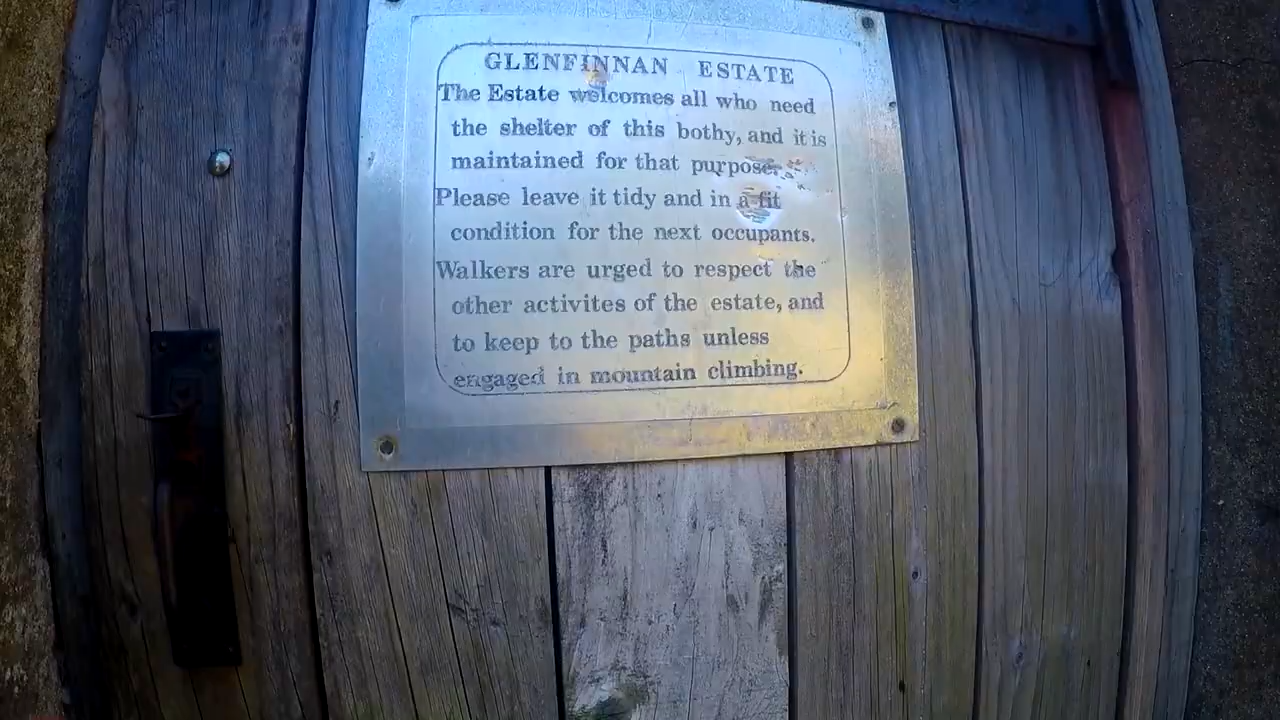 GLENFINNAN ESTATE
The Estate welcomes all who need
the shelter of this bothy, and it is
maintained for that purpose.
Please leave it tidy and in a fit
condition for the next occupants.
Walkers are urged to respect the
other activites of the estate, and
to keep to the paths unless
engaged in mountain climbing.